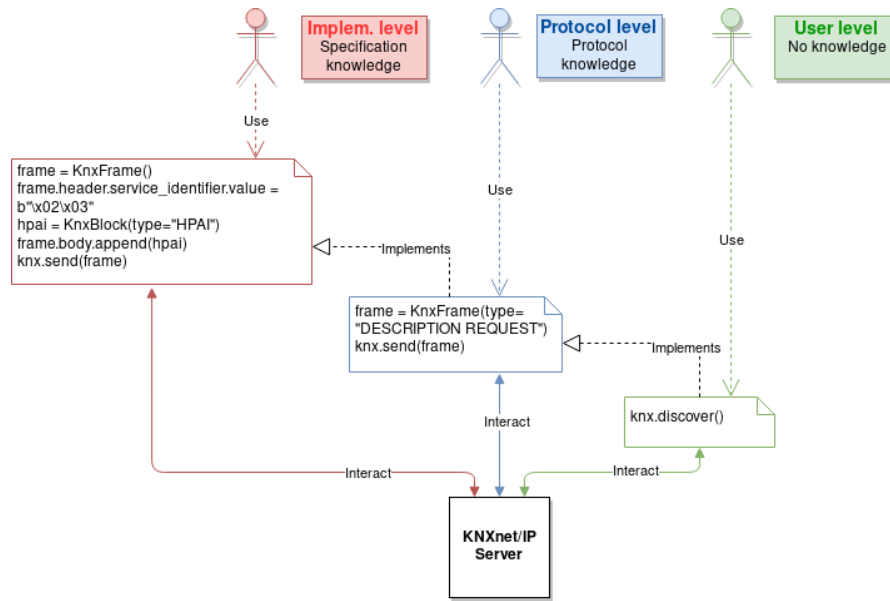 Implem. level
Specification
knowledge
Protocol level
Protocol
knowledge
User level
No knowledge
Use
Use
Use
frame = KnxFrame()
frame.header.service_identifier.value =
b"\x02\x03"
hpai = KnxBlock(type="HPAI")
frame.body.append(hpai)
knx.send(frame)
Implements
frame = KnxFrame(type=
"DESCRIPTION REQUEST")
knx.send(frame)
Implements
knx.discover()
Interact
Interact
Interact
KNXnet/IP
Server